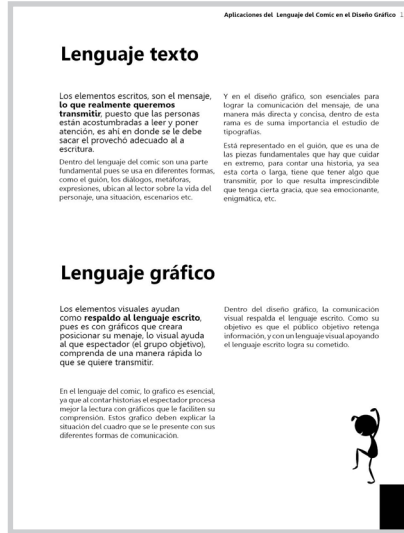 Aplicaciones del Lenguaje del Comic en el Diseño Gráfico 1
Lenguaje texto
Los elementos escritos, son el mensaje,
lo que realmente queremos
transmitir, puesto que las personas
están acostumbradas a leer y poner
atención, es ahí en donde se le debe
sacar el provechó adecuado al a
escritura.
Dentro del lenguaje del comic son una parte
fundamental pues se usa en diferentes formas,
como el guión, los diálogos, metáforas,
expresiones, ubican al lector sobre la vida del
personaje, una situación, escenarios etc.
Y en el diseño gráfico, son esenciales para
lograr la comunicación del mensaje, de una
manera más directa y concisa, dentro de esta
rama es de suma importancia el estudio de
tipografías.
Está representado en el guión, que es una de
las piezas fundamentales que hay que cuidar
en extremo, para contar una historia, ya sea
esta corta o larga, tiene que tener algo que
transmitir, por lo que resulta imprescindible
que tenga cierta gracia, que sea emocionante,
enigmática, etc.
Lenguaje gráfico
Los elementos visuales ayudan
como respaldo al lenguaje escrito,
pues es con gráficos que creara
posicionar su menaje, lo visual ayuda
al que espectador (el grupo objetivo),
comprenda de una manera rápida lo
que se quiere transmitir.
En el lenguaje del comic, lo grafico es esencial,
ya que al contar historias el espectador procesa
mejor la lectura con gráficos que le faciliten su
comprensión. Estos grafico deben explicar la
situación del cuadro que se le presente con sus
diferentes formas de comunicación.
Dentro del diseño gráfico, la comunicación
visual respalda el lenguaje escrito. Como su
objetivo es que el público objetivo retenga
información, y con un lenguaje visual apoyando
el lenguaje escrito logra su cometido.